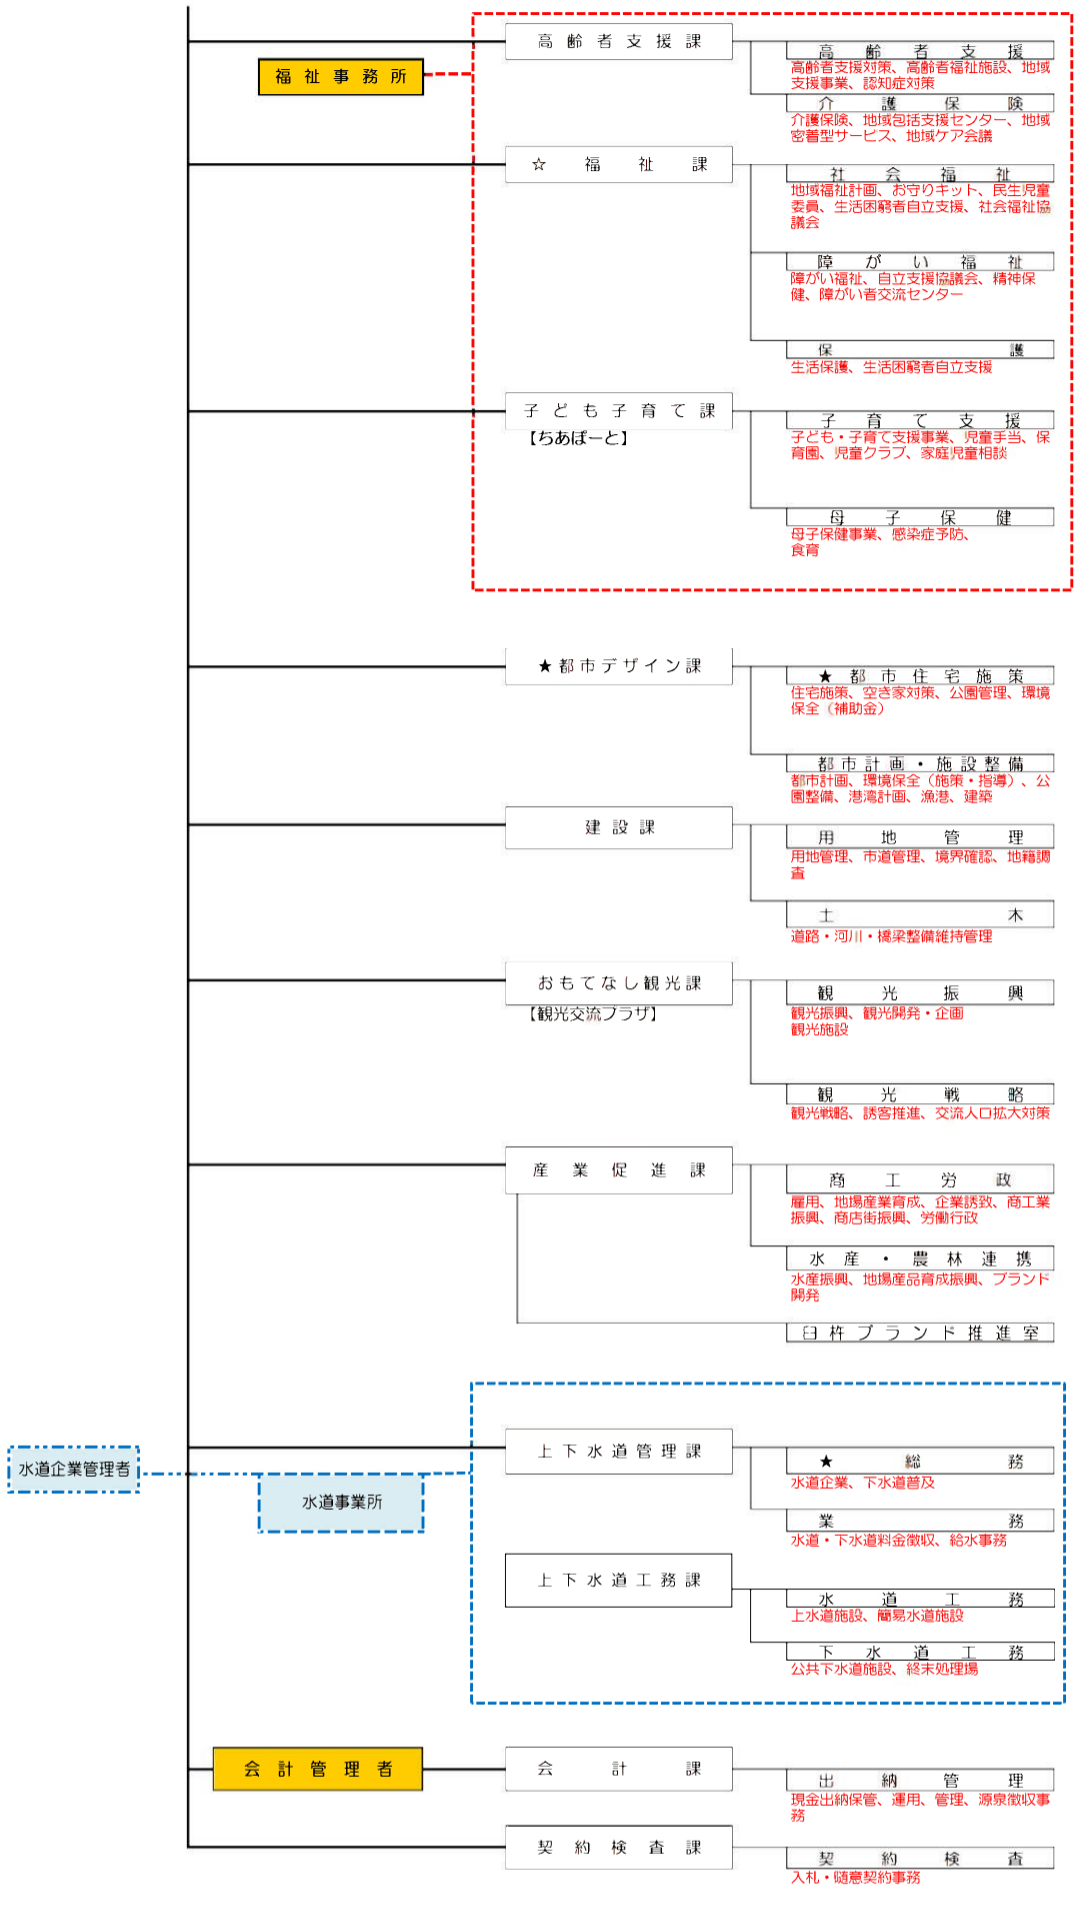 高齢者支援課
高齢者支援
福祉事務所
高齢者支援対策、高齢者福祉施設、地域
支援事業、認知症対策
介護保険
介護保険、地域包括支援センター、地域
密着型サービス、地域ケア会議
☆福祉課
社会福祉
地域福祉計画、お守りキット、民生児童
委員、生活困窮者自立支援、社会福祉協
議会
障がい福祉
障がい福祉、自立支援協議会、精神保
健、障がい者交流センター
保護
生活保護、生活困窮者自立支援
子ども子育て課
【ちあぽーと】
子育て支援
子ども・子育て支援事業、児童手当、保
育園、児童クラブ、家庭児童相談
母子保健
母子保健事業、感染症予防、
食育
★都市デザイン課
★都市住宅施策
住宅施策、空き家対策、公園管理、環境
保全（補助金）
都市計画・施設整備
都市計画、環境保全（施策・指導）、公
園整備、港湾計画、漁港、建築
建設課
用地管理
用地管理、市道管理、境界確認、地籍調
査
土木
道路・河川・橋梁整備維持管理
おもてなし観光課
【観光交流プラザ】
観光振興
観光振興、観光開発・企画
観光施設
観光戦略
観光戦略、誘客推進、交流人口拡大対策
産業促進課
商工労政
雇用、地場産業育成、企業誘致、商工業
振興、商店街振興、労働行政
水産・農林連携
水産振興、地場産品育成振興、ブランド
開発
臼杵ブランド推進室
上下水道管理課
★総務
水道企業管理者
水道企業、下水道普及
水道事業所
業務
水道・下水道料金徴収、給水事務
上下水道工務課
水道工務
上水道施設、簡易水道施設
下水道工務
公共下水道施設、終末処理場
会計管理者
会計課
出納管理
現金出納保管、運用、管理、源泉徴収事
務
契約検査課
契約検査
入札・随意契約事務